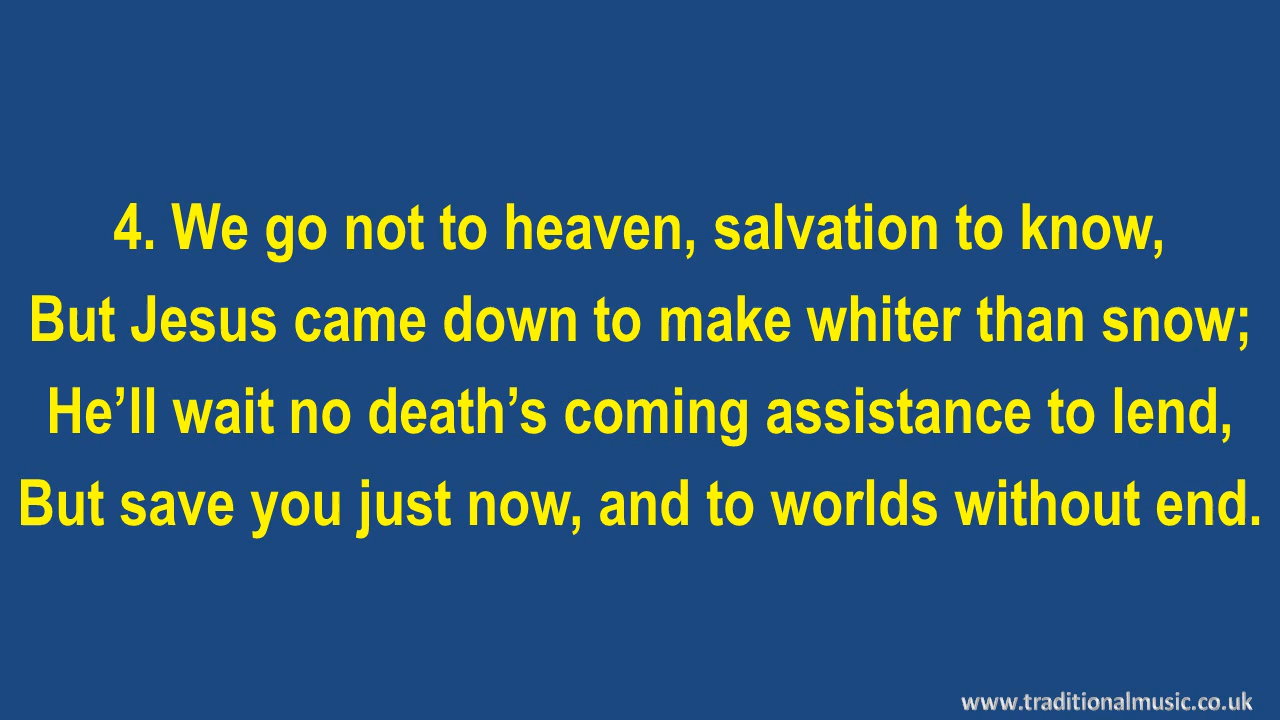 4. We go not to heaven, salvation to know,
But Jesus came down to make whiter than snow;
He’ll wait no death’s coming assistance to lend,
But save you just now, and to worlds without end.
www.traditionalmusic.co.uk